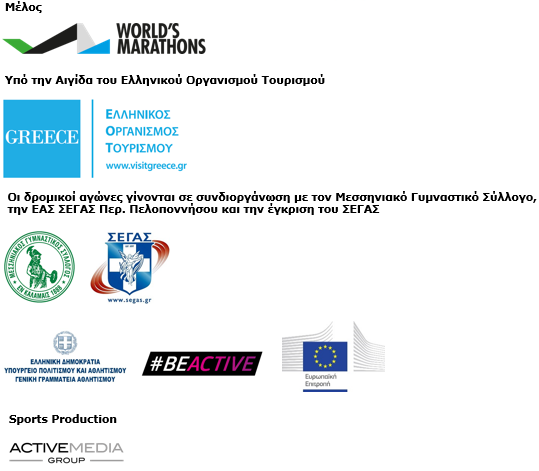 Μέλος
WORLD'S
MARATHONS
Υπό την Αιγίδα του Ελληνικού Οργανισμού Τουρισμού
GREECE
ΕΛΛΗΝΙΚΟΣ
ΟΡΓΑΝΙΣΜΟΣ
ΤΟΥΡΙΣΜΟΥ
www.visitgreece.gr
Οι δρομικοί αγώνες γίνονται σε συνδιοργάνωση με τον Μεσσηνιακό Γυμναστικό Σύλλογο,
την ΕΑΣ ΣΕΓΑΣ Περ. Πελοποννήσου και την έγκριση του ΣΕΓΑΣ
ΜΕΣΣΗΝΙΑΚΟΣ ΓΥΜΝΑΣΤΙΚΟΣ ΣΥΛΛΟΓΟΣ
ΕΝ ΚΑΛΑΜΑΙΣ 1888
ΣΕΓΑΣ
www.segas.gr
ΕΛΛΗΝΙΚΗ ΔΗΜΟΚΡΑΤΙΑ
ΥΠΟΥΡΓΕΙΟ ΠΟΛΙΤΙΣΜΟΥ ΚΑΙ ΑΘΛΗΤΙΣΜΟΥ
ΓΕΝΙΚΗ ΓΡΑΜΜΑΤΕΙΑ ΑΘΛΗΤΙΣΜΟΥ
#BEACTIVE
Ευρωπαϊκή
Επιτροπή
Sports Production
ACTIVEMEDIA
GROUP